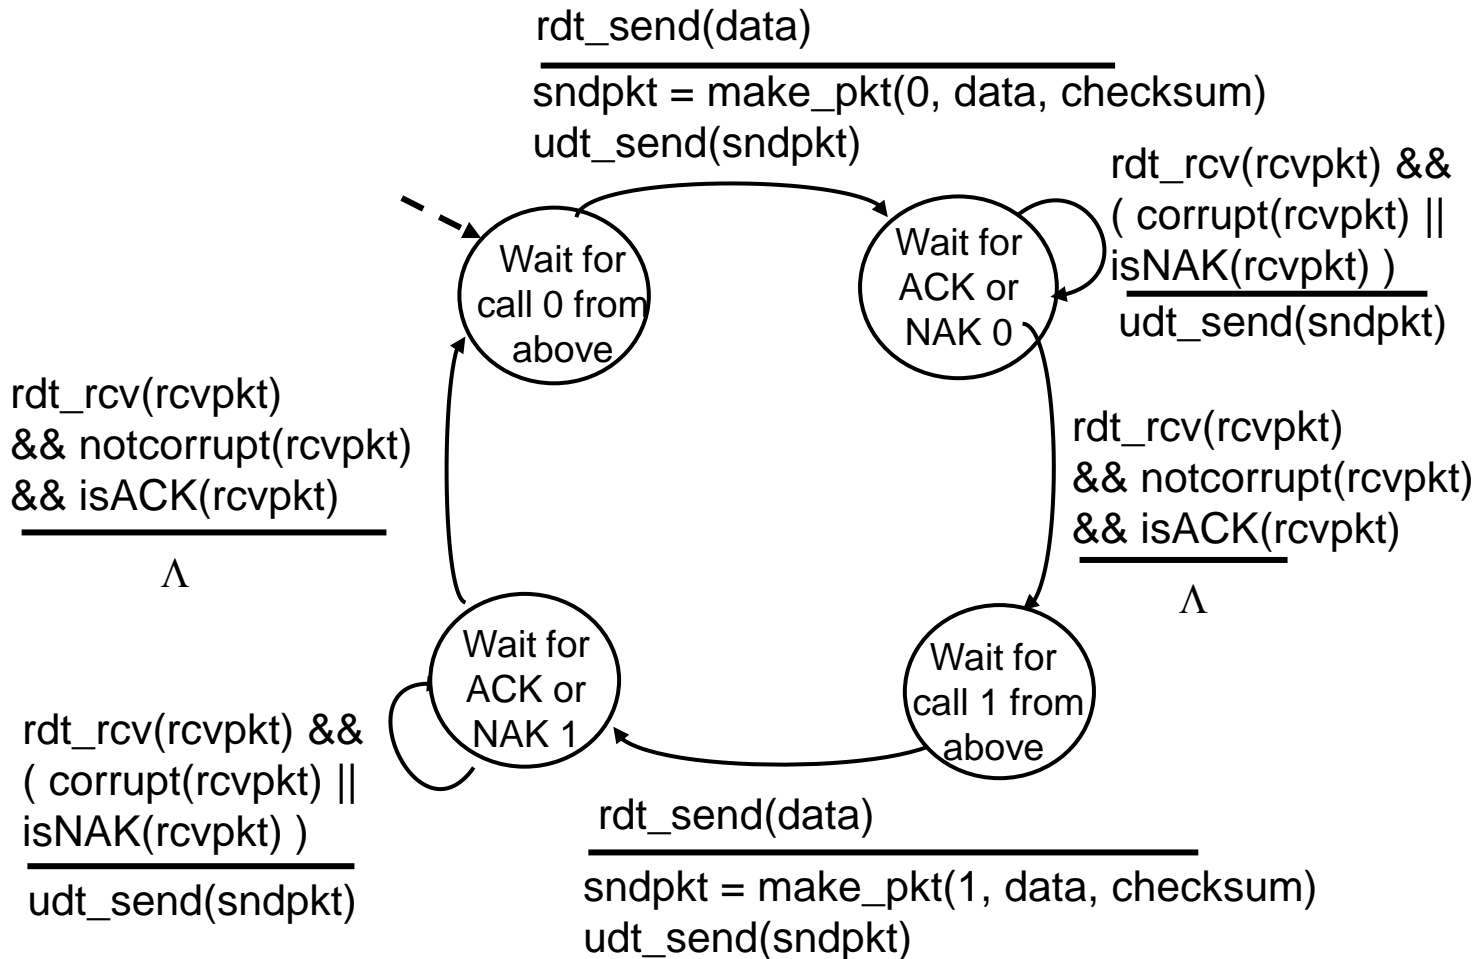 rdt_send(data)
sndpkt = make_pkt(0, data, checksum)
udt_send(sndpkt)
rdt_rcv(rcvpkt) &&
( corrupt(rcvpkt) ||
isNAK(rcvpkt) )
udt_send(sndpkt)
Wait for
call 0 from
above
Wait for
ACK or
NAK 0
rdt_rcv(rcvpkt)
&& notcorrupt(rcvpkt)
&& isACK(rcvpkt)
Λ
rdt_rcv(rcvpkt)
&& notcorrupt(rcvpkt)
&& isACK(rcvpkt)
Λ
Wait for
ACK or
NAK 1
Wait for
call 1 from
above
rdt_rcv(rcvpkt) &&
( corrupt(rcvpkt) ||
isNAK(rcvpkt) )
udt_send(sndpkt)
rdt_send(data)
sndpkt = make_pkt(1, data, checksum)
udt_send(sndpkt)